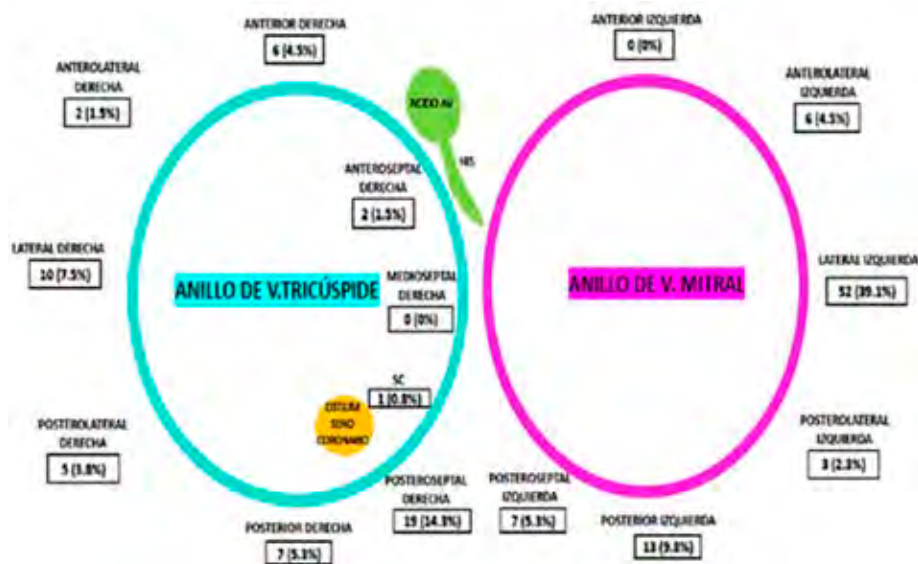 ANTERIOR DERECHA
6 (4.5%)
ANTERIOR IZQUIERDA
0 (0%)
ANTEROLATERAL
DERECHA
2 (1.5%)
ANTEROLATERAL
IZQUIERDA
6 (4.5%)
HIS
ANTEROSEPTAL
DERECHA
2 (1.5%)
LATERAL DERECHA
10 (7.5%)
ANILLO DE V.TRICÚSPIDE
MEDIOSEPTAL
DERECHA
0 (0%)
ANILLO DE V. MITRAL
LATERAL IZQUIERDA
52 (39.1%)
SC
1 (0.8%)
OSTIUM
SENO
CORONARIO
POSTEROLATERAL
DERECHA
5 (3.8%)
POSTEROSEPTAL
DERECHA
19 (14.3%)
POSTEROSEPTAL
IZQUIERDA
7 (5.3%)
POSTEROLATERAL
IZQUIERDA
3 (2.3%)
POSTERIOR DERECHA
7 (5.3%)
POSTERIOR IZQUIERDA
13 (9.8%)